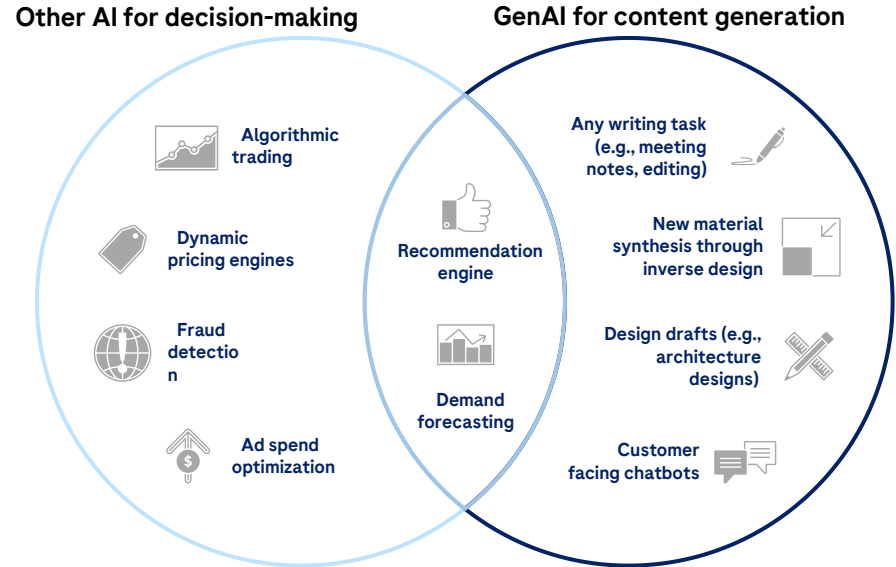 Other AI for decision-making
GenAI for content generation
Algorithmic
trading
Dynamic
pricing engines
Fraud
detectio
n
$
Ad spend
optimization
Recommendation
engine
Demand
forecasting
Any writing task
(e.g., meeting
notes, editing)
New material
synthesis through
inverse design
Design drafts (e.g.,
architecture
designs)
Customer
facing chatbots